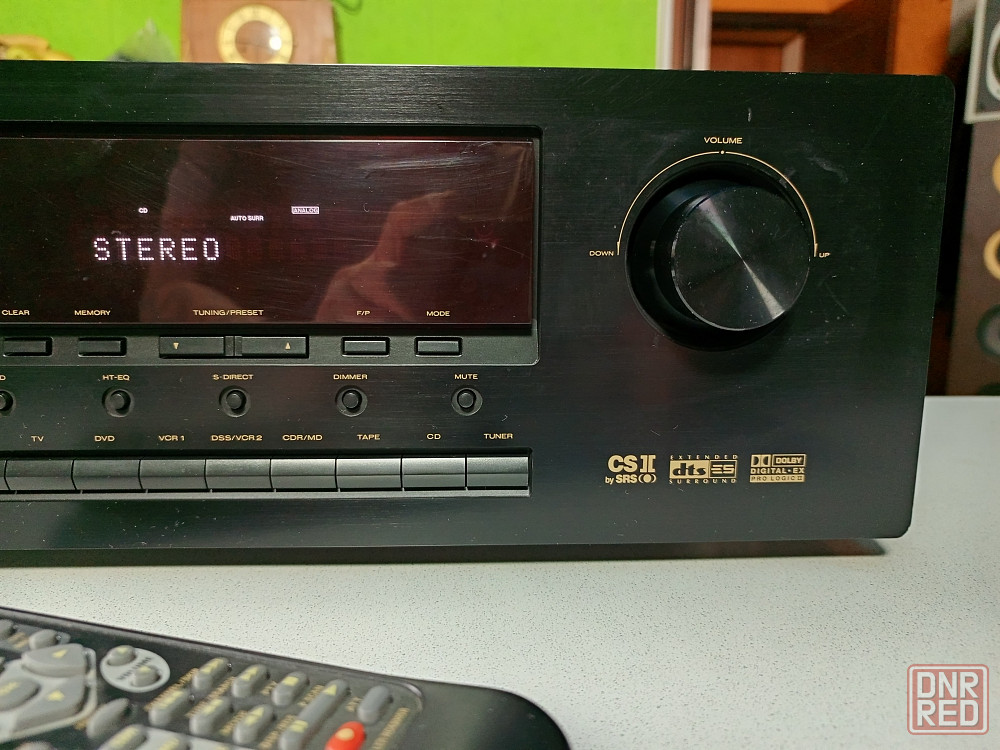 VOLUME
DOWN
UP
CD
AUTO SURR
ANALOG
STEREO
CLEAR
MEMORY
TUNING/PRESET
F/P
MODE
HT-EQ
S-DIRECT
DIMMER
MUTE
TV
DVD
VCR 1
DSS/VCR 2
CDR/MD
TAPE
CD
TUNER
CS II
by SRS
EXTENDED
dts ES
SURROUND
DOLBY
DIGITAL·EX
PRO LOGIC II
DNR
RED